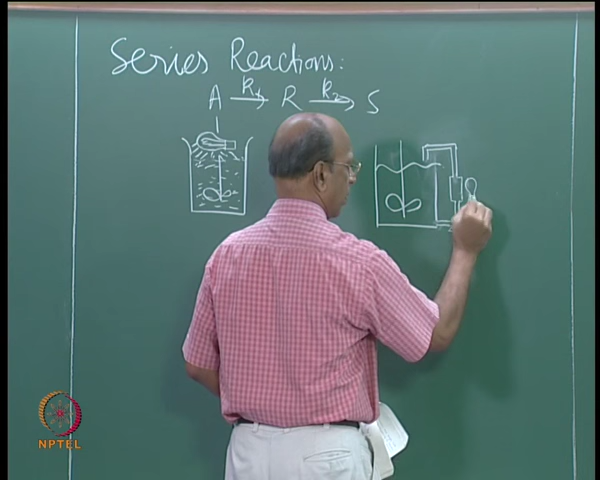 Series Reactions:
A k₁→ R k₂→ S
NPTEL